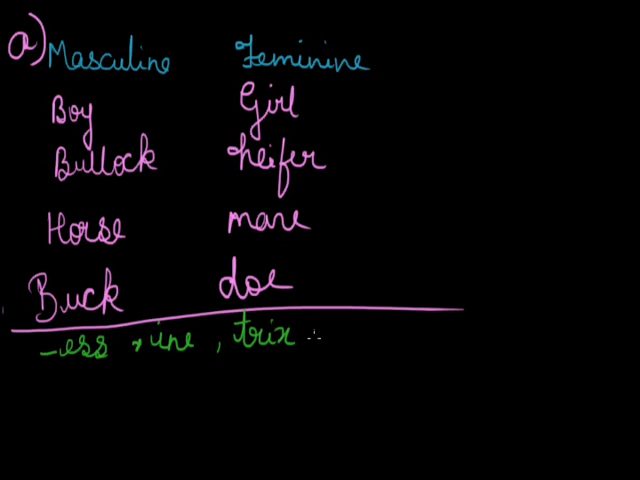 a) Masculine Feminine
Boy Girl
Bullock heifer
Horse mare
Buck doe
-ess, ine, trix